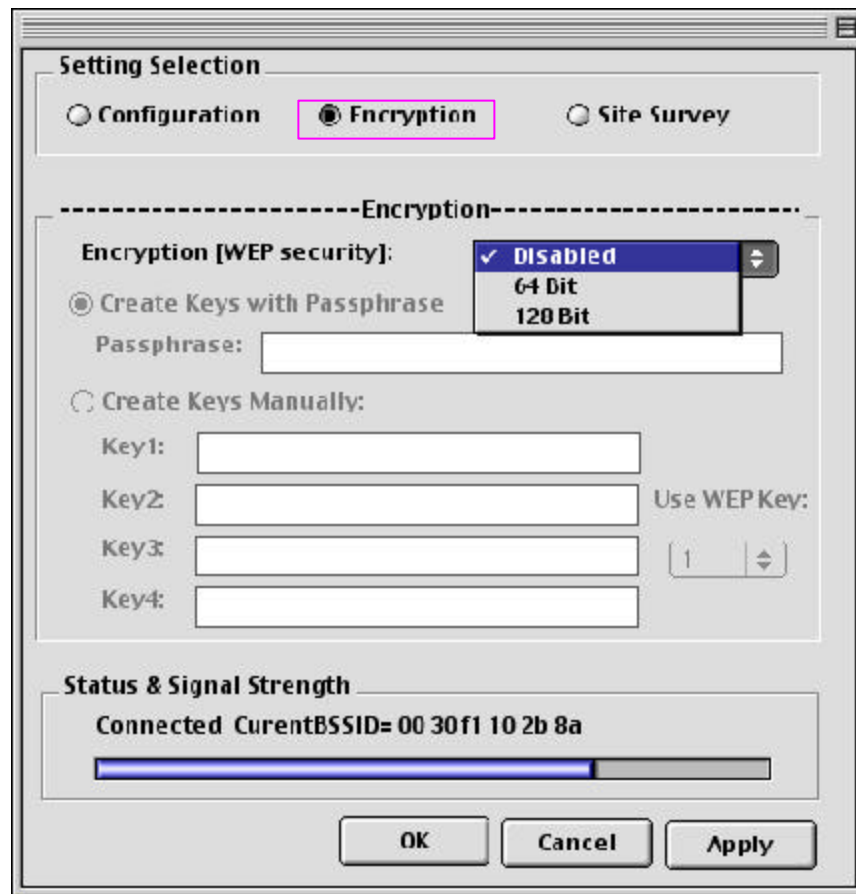 Setting Selection
Configuration Encryption Site Survey
Encryption
Encryption [WEP security]: ✓ Disabled
64 Bit
Create Keys with Passphrase
128 Bit
Passphrase:
Create Keys Manually:
Key1:
Key2: Use WEP Key:
Key3: 1
Key4:
Status & Signal Strength
Connected CurentBSSID= 00 30 f1 10 2b 8a
OK Cancel Apply